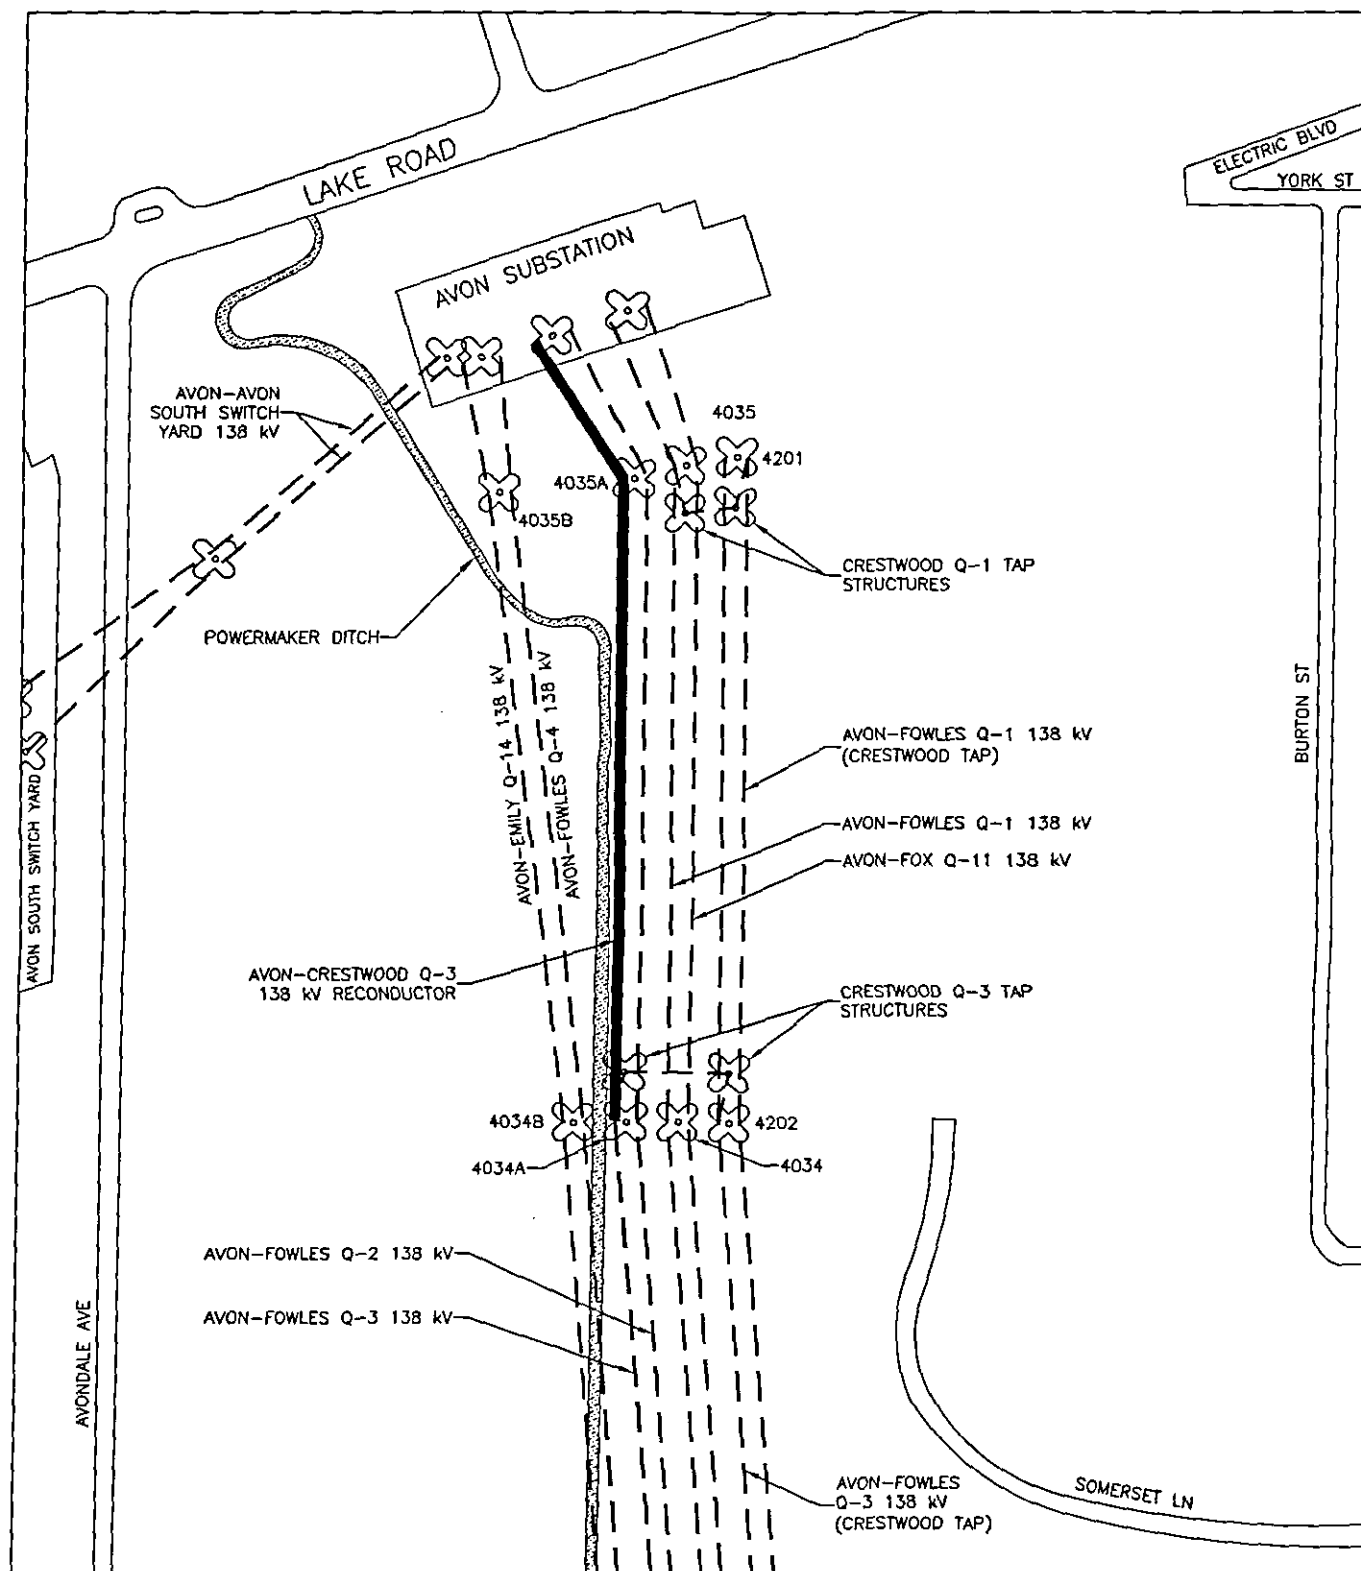 LAKE ROAD
ELECTRIC BLVD
YORK ST
AVON SUBSTATION
AVON-AVON
SOUTH SWITCH
YARD 138 kV
4035
4201
4035A
4035B
CRESTWOOD Q-1 TAP
STRUCTURES
POWERMAKER DITCH
AVON-EMILY Q-14 138 kV
AVON-FOWLES Q-4 138 kV
BURTON ST
AVON-FOWLES Q-1 138 kV
(CRESTWOOD TAP)
AVON SOUTH SWITCH YARD
AVON-FOWLES Q-1 138 kV
AVON-FOX Q-11 138 kV
AVON-CRESTWOOD Q-3
138 kV RECONDUCTOR
CRESTWOOD Q-3 TAP
STRUCTURES
4034B
4202
4034A
4034
AVON-FOWLES Q-2 138 kV
AVON-FOWLES Q-3 138 kV
AVONDALE AVE
AVON-FOWLES
Q-3 138 kV
(CRESTWOOD TAP)
SOMERSET LN